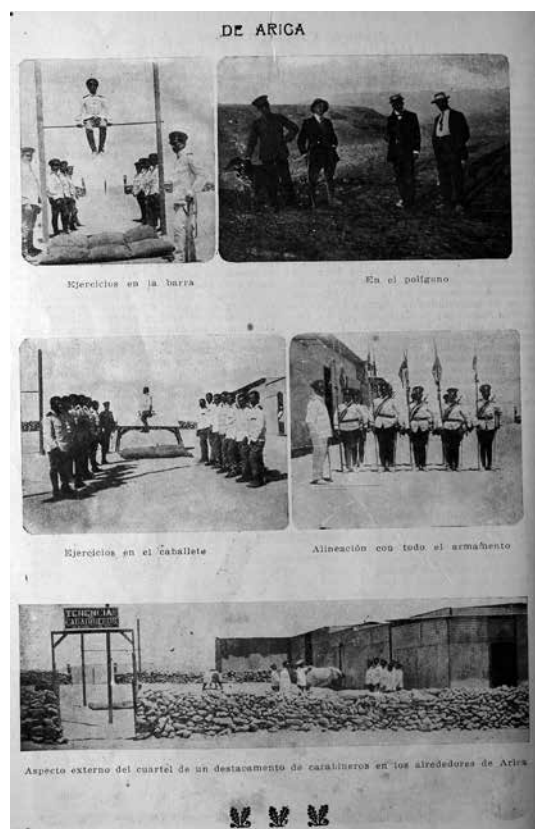 DE ARICA
Ejercicios en la barra
En el polígono
Ejercicios en el caballete
Alineación con todo el armamento
TENENCIA
CARABINEROS
Aspecto externo del cuartel de un destacamento de carabineros en los alrededores de Arica